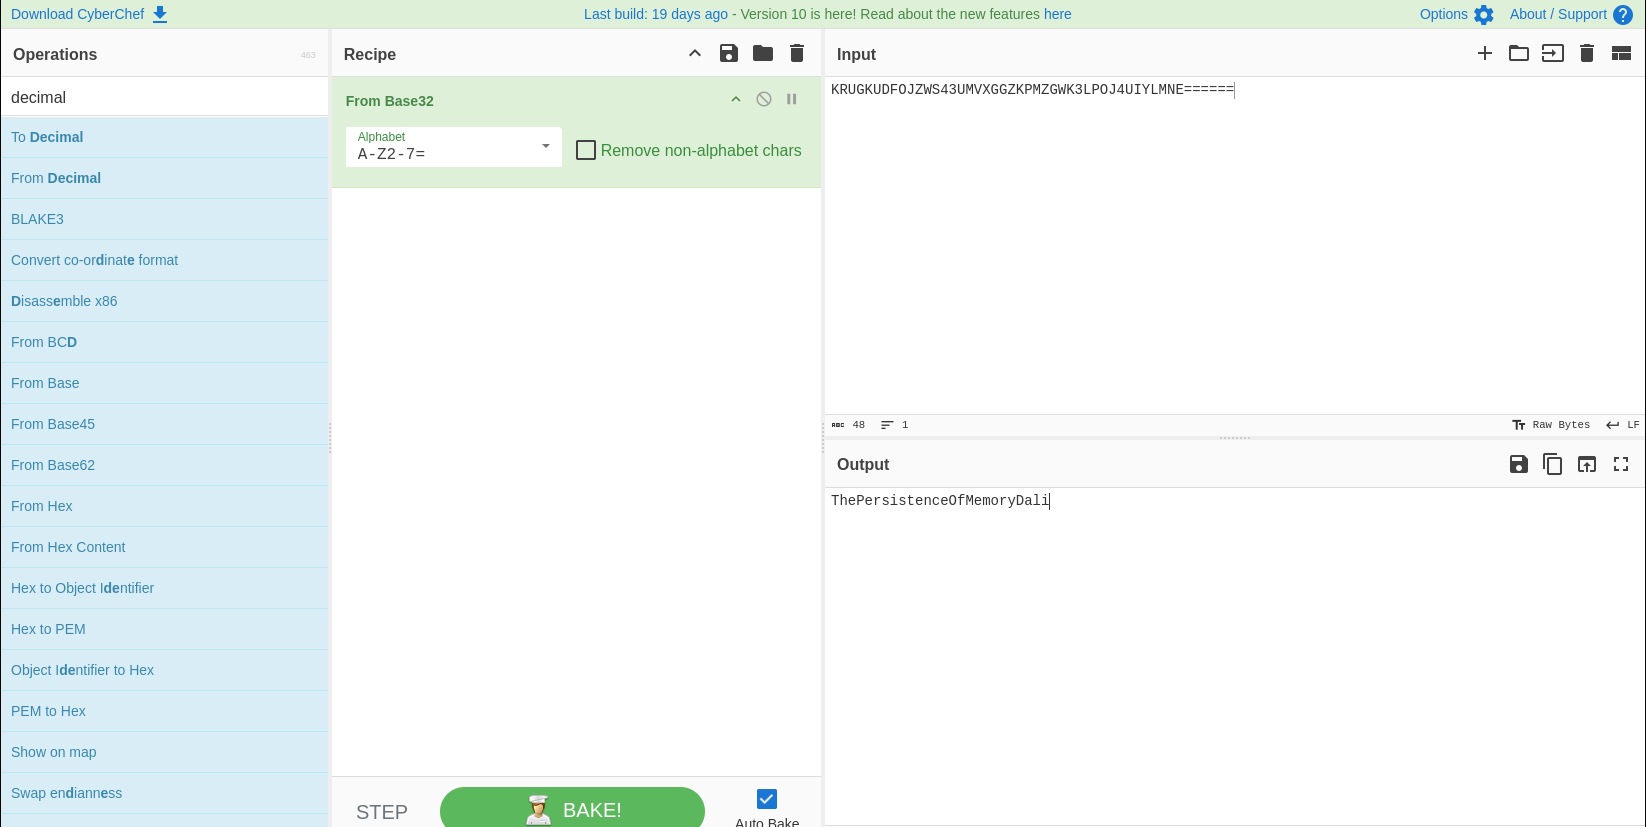 Download CyberChef
Last build: 19 days ago - Version 10 is here! Read about the new features here
Options
About / Support
Operations
463
Recipe
Input
decimal
To Decimal
From Decimal
BLAKE3
Convert co-ordinate format
Disassemble x86
From BCD
From Base
From Base45
From Base62
From Hex
From Hex Content
Hex to Object Identifier
Hex to PEM
Object Identifier to Hex
PEM to Hex
Show on map
Swap endianness
From Base32
Alphabet
A-Z2-7=
Remove non-alphabet chars
STEP
BAKE!
Auto Bake
KRUGKUDFOJZWS43UMVXGGZKPMZGWK3LPOJ4UIYLMNE======
ABC 48
1
Raw Bytes
LF
Output
ThePersistenceOfMemoryDali